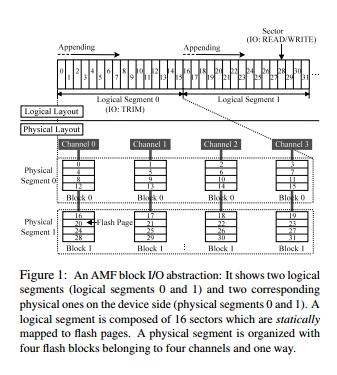 Sector
(IO: READ/WRITE)
Appending Appending
0 1 2 3 4 5 6 7 8 9 10 11 12 13 14 15 16 17 18 19 20 21 22 23 24 25 26 27 28 29 30 31 ...
Logical Segment 0 Logical Segment 1
(IO: TRIM)
Logical Layout
Physical Layout
Channel 0 Channel 1 Channel 2 Channel 3
Physical
Segment 0
0 1 2 3
4 5 6 7
8 9 10 11
12 13 14 15
Block 0 Block 0 Block 0 Block 0
Physical
Segment 1
16 17 18 19
20 Flash Page 21 22 23
24 25 26 27
28 29 30 31
Block 1 Block 1 Block 1 Block 1
Figure 1: An AMF block I/O abstraction: It shows two logical
segments (logical segments 0 and 1) and two corresponding
physical ones on the device side (physical segments 0 and 1). A
logical segment is composed of 16 sectors which are statically
mapped to flash pages. A physical segment is organized with
four flash blocks belonging to four channels and one way.